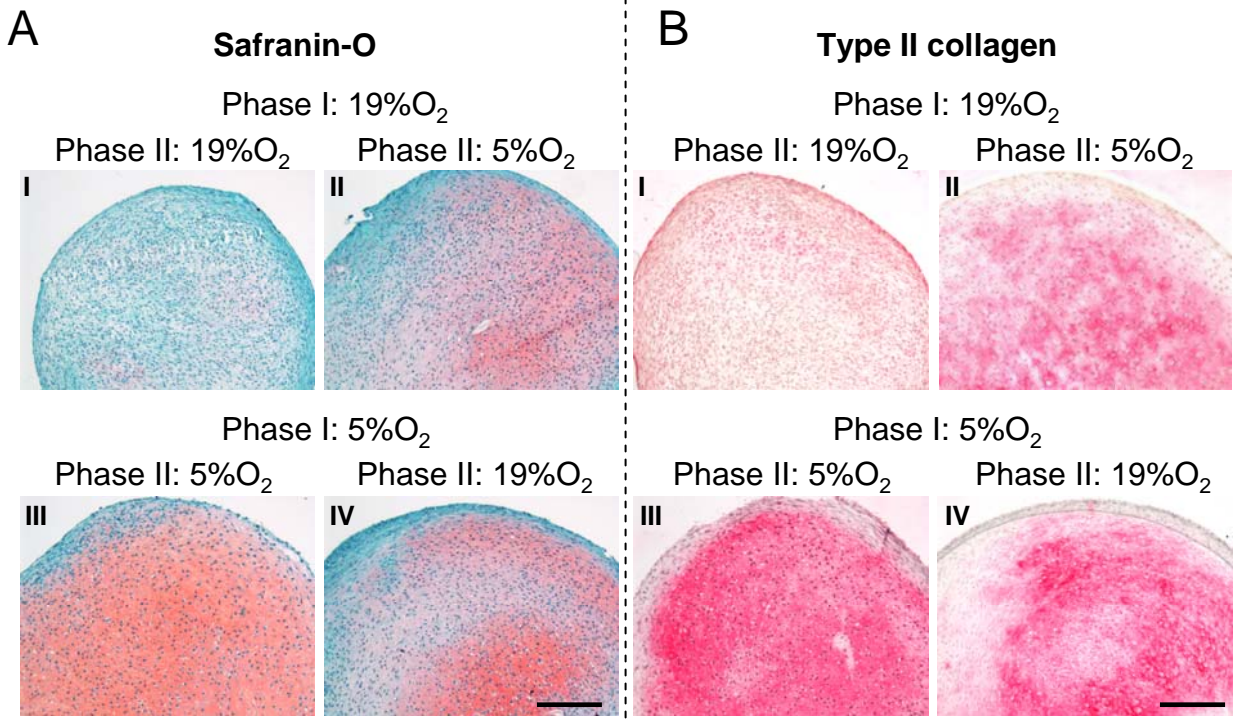 A
Safranin-O
Phase I: 19%O₂
Phase II: 19%O₂
Phase II: 5%O₂
I
II
Phase I: 5%O₂
Phase II: 5%O₂
Phase II: 19%O₂
III
IV
B
Type II collagen
Phase I: 19%O₂
Phase II: 19%O₂
Phase II: 5%O₂
I
II
Phase I: 5%O₂
Phase II: 5%O₂
Phase II: 19%O₂
III
IV